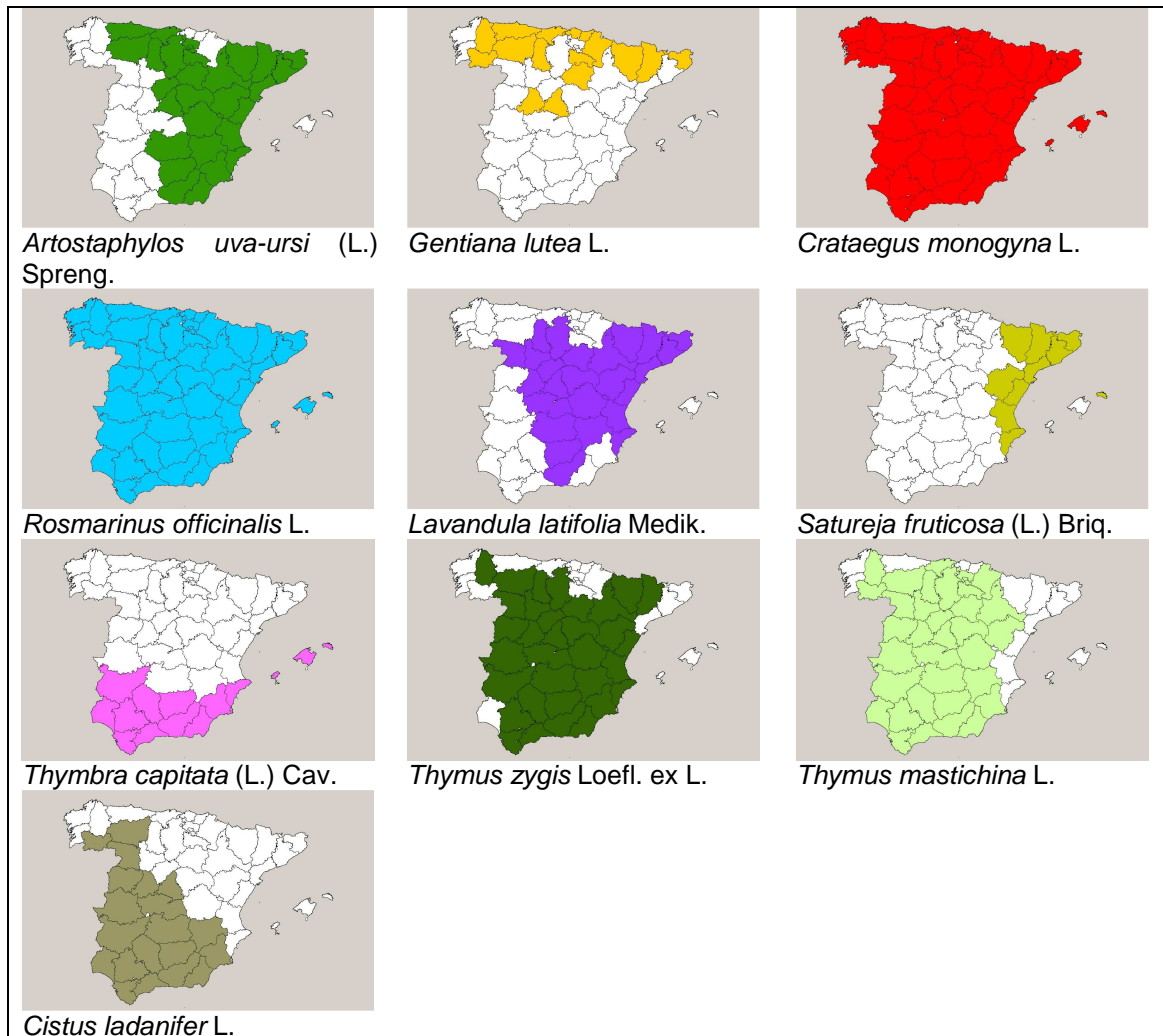 Artostaphylos uva-ursi (L.)
Spreng.
Gentiana lutea L.
Crataegus monogyna L.
Rosmarinus officinalis L.
Lavandula latifolia Medik.
Satureja fruticosa (L.) Briq.
Thymbra capitata (L.) Cav.
Thymus zygis Loefl. ex L.
Thymus mastichina L.
Cistus ladanifer L.